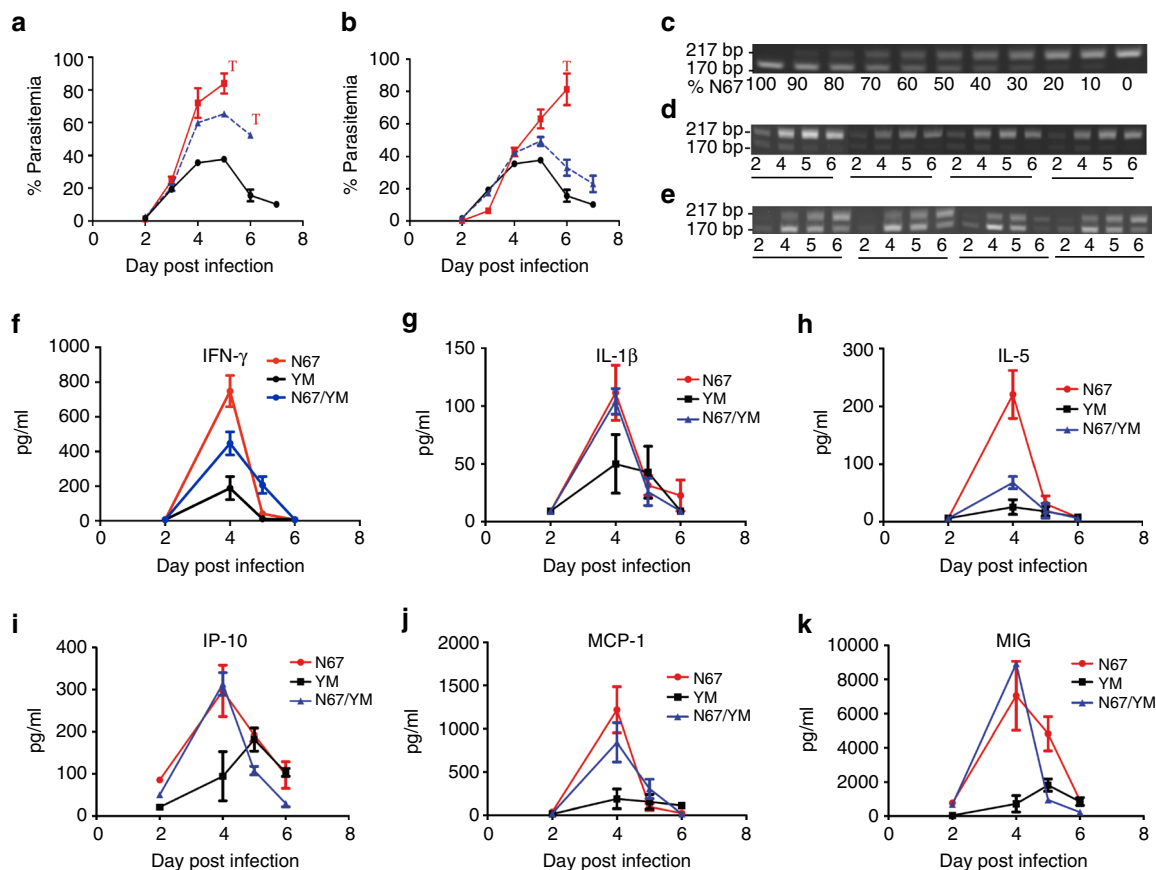 a
% Parasitemia
100
80
60
40
20
0
0 2 4 6 8
Day post infection
T
T
b
% Parasitemia
100
80
60
40
20
0
0 2 4 6 8
Day post infection
T
c
217 bp
170 bp
100 90 80 70 60 50 40 30 20 10 0
% N67
d
217 bp
170 bp
2 4 5 6 2 4 5 6 2 4 5 6 2 4 5 6
e
217 bp
170 bp
2 4 5 6 2 4 5 6 2 4 5 6 2 4 5 6
f
IFN-γ
pg/ml
1000
800
600
400
200
0
0 2 4 6 8
Day post infection
N67
YM
N67/YM
g
IL-1β
pg/ml
150
100
50
0
0 2 4 6 8
Day post infection
N67
YM
N67/YM
h
IL-5
pg/ml
300
200
100
0
0 2 4 6 8
Day post infection
N67
YM
N67/YM
i
IP-10
pg/ml
400
300
200
100
0
0 2 4 6 8
Day post infection
N67
YM
N67/YM
j
MCP-1
pg/ml
2000
1500
1000
500
0
0 2 4 6 8
Day post infection
N67
YM
N67/YM
k
MIG
pg/ml
10000
8000
6000
4000
2000
0
0 2 4 6 8
Day post infection
N67
YM
N67/YM